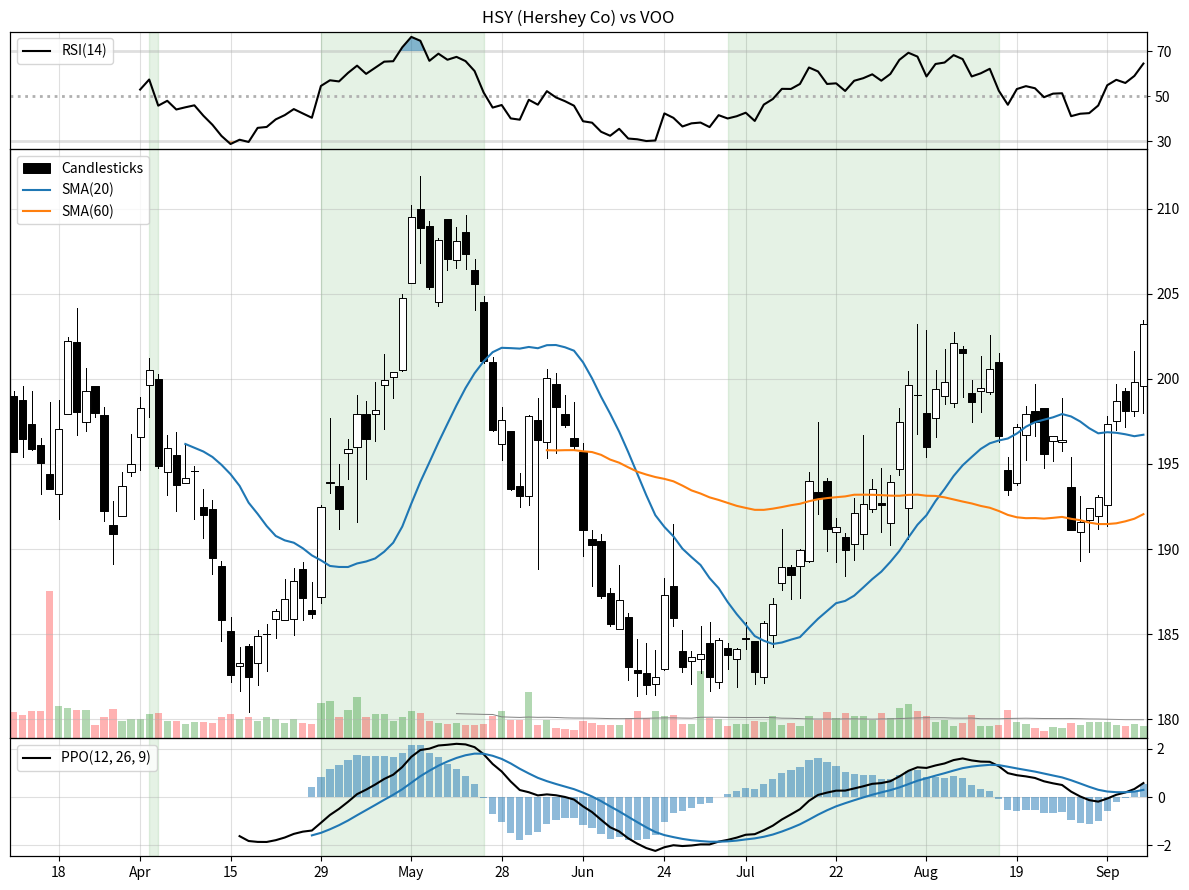 HSY (Hershey Co) vs VOO
RSI(14)
70
50
30
Candlesticks
SMA(20)
SMA(60)
210
205
200
195
190
185
180
PPO(12, 26, 9)
2
0
−2
18 Apr 15 29 May 28 Jun 24 Jul 22 Aug 19 Sep